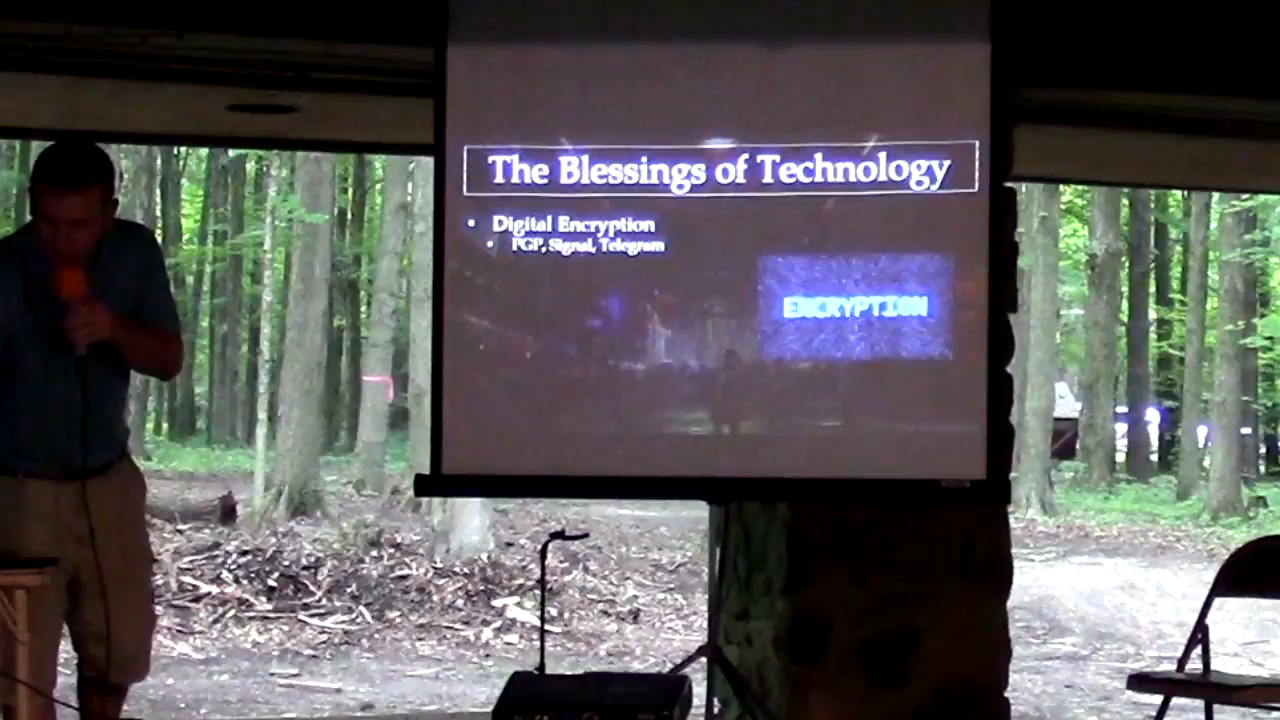 The Blessings of Technology
• Digital Encryption
• PGP, Signal, Telegram
ENCRYPTION